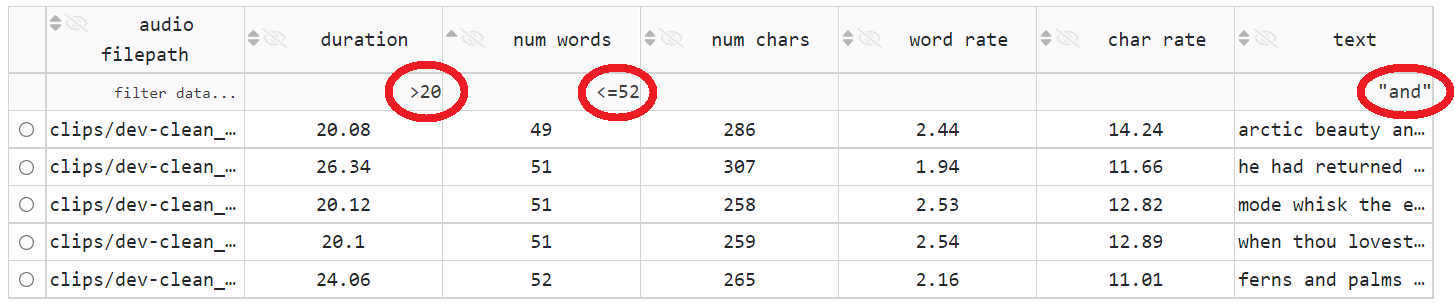 audio filepath duration num words num chars word rate char rate text
filter data... >20 <=52 "and"
clips/dev-clean_… 20.08 49 286 2.44 14.24 arctic beauty an…
clips/dev-clean_… 26.34 51 307 1.94 11.66 he had returned …
clips/dev-clean_… 20.12 51 258 2.53 12.82 mode whisk the e…
clips/dev-clean_… 20.1 51 259 2.54 12.89 when thou lovest…
clips/dev-clean_… 24.06 52 265 2.16 11.01 ferns and palms …